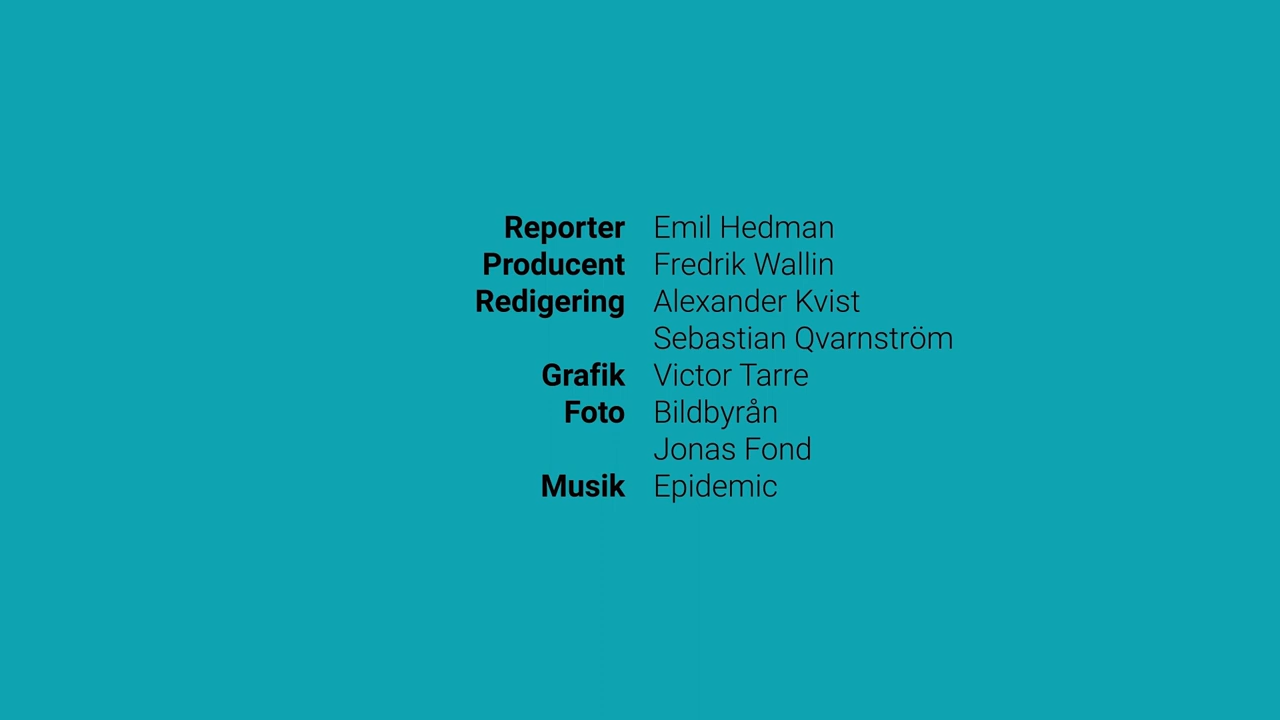 Reporter Emil Hedman
Producent Fredrik Wallin
Redigering Alexander Kvist
Sebastian Qvarnström
Grafik Victor Tarre
Foto Bildbyrån
Jonas Fond
Musik Epidemic